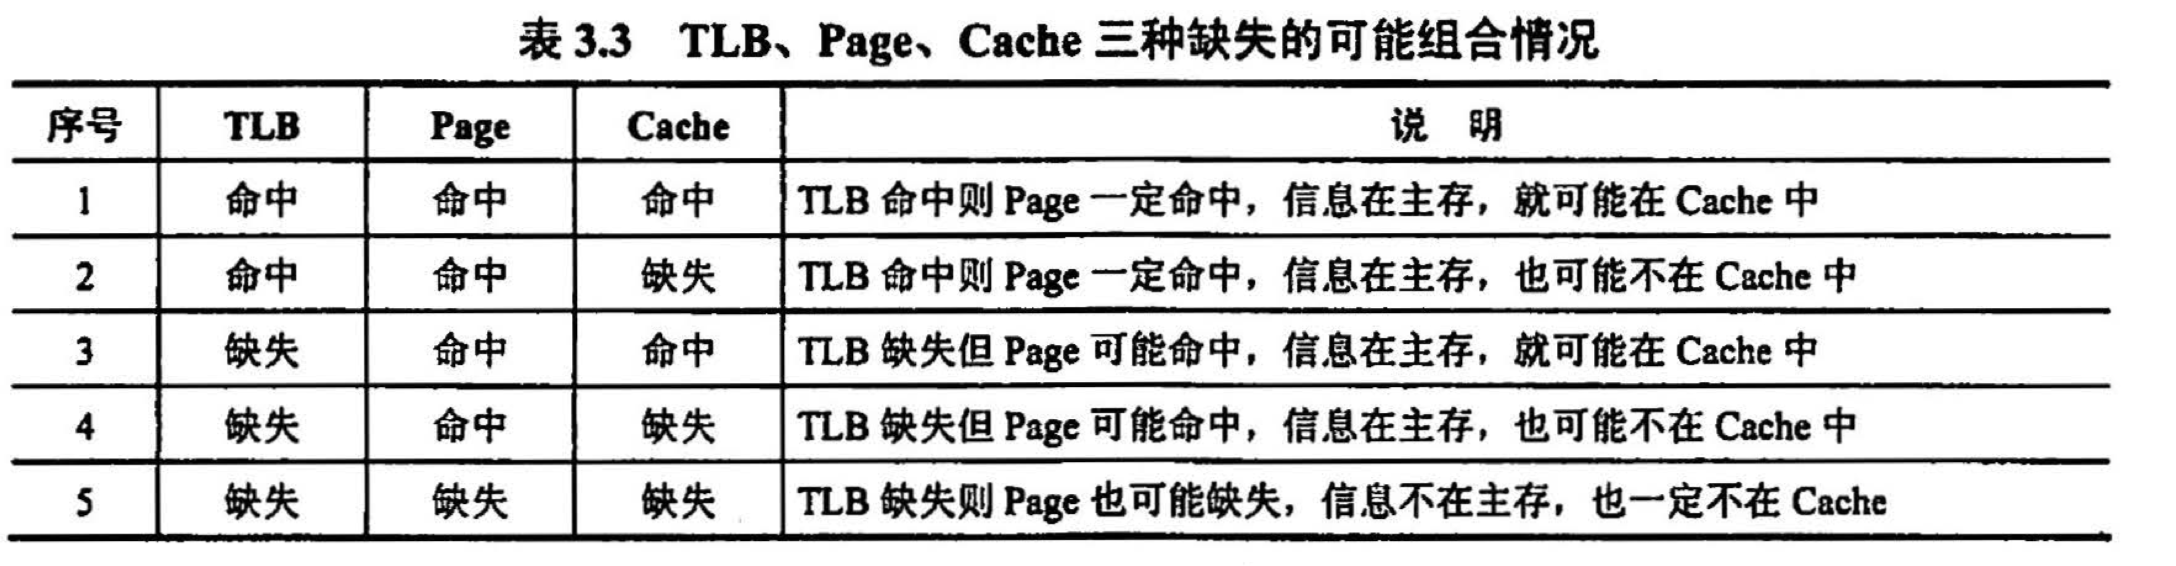 表 3.3 TLB、Page、Cache 三种缺失的可能组合情况
序号 TLB Page Cache 说 明
1 命中 命中 命中 TLB 命中则 Page 一定命中，信息在主存，就可能在 Cache 中
2 命中 命中 缺失 TLB 命中则 Page 一定命中，信息在主存，也可能不在 Cache 中
3 缺失 命中 命中 TLB 缺失但 Page 可能命中，信息在主存，就可能在 Cache 中
4 缺失 命中 缺失 TLB 缺失但 Page 可能命中，信息在主存，也可能不在 Cache 中
5 缺失 缺失 缺失 TLB 缺失则 Page 也可能缺失，信息不在主存，也一定不在 Cache